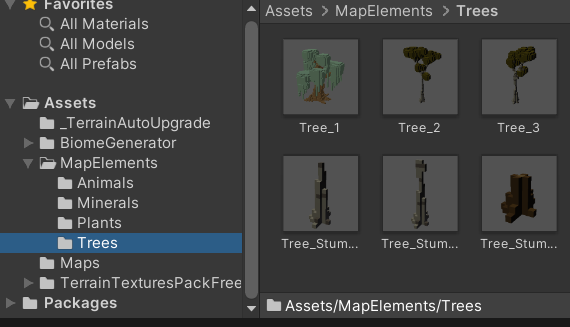 Favorites
All Materials
All Models
All Prefabs
Assets
_TerrainAutoUpgrade
BiomeGenerator
MapElements
Animals
Minerals
Plants
Trees
Maps
TerrainTexturesPackFree
Packages
Assets > MapElements > Trees
Tree_1 Tree_2 Tree_3
Tree_Stum... Tree_Stum... Tree_Stum...
Assets/MapElements/Trees